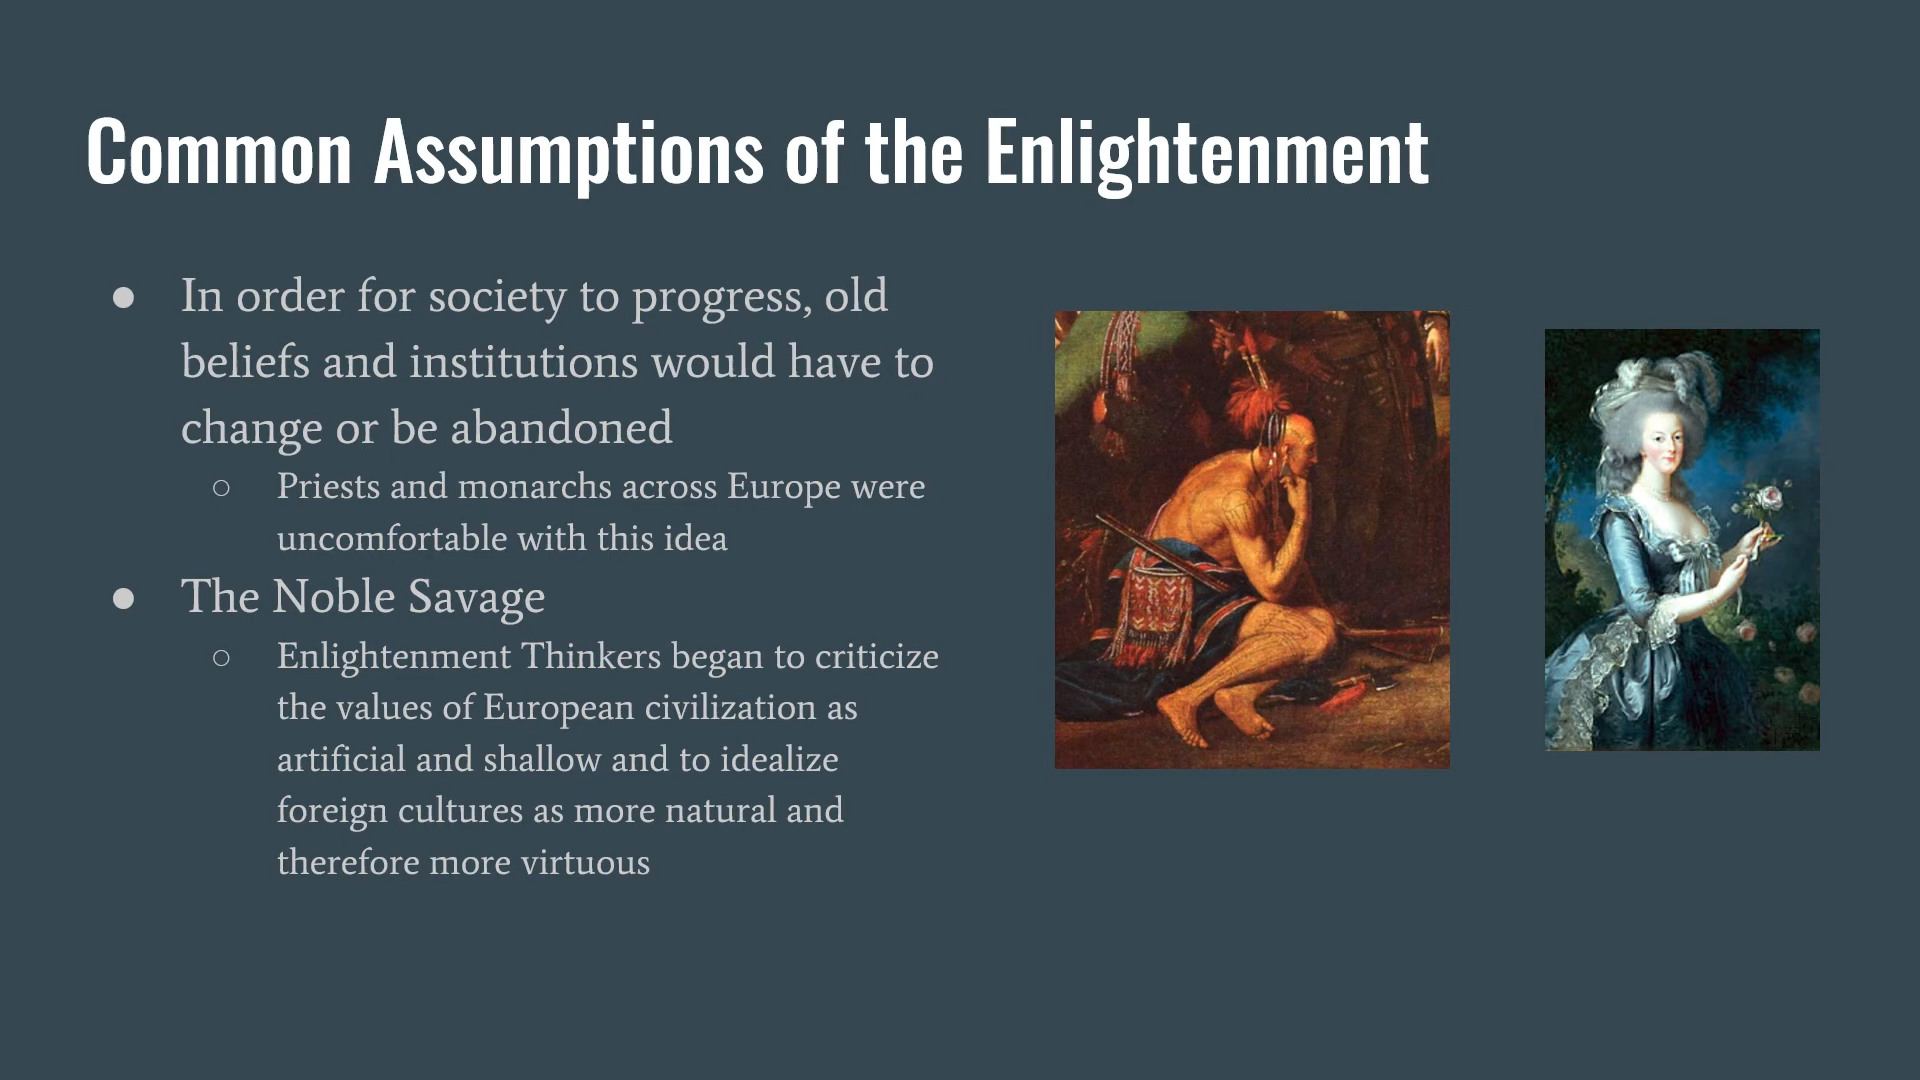 Common Assumptions of the Enlightenment
● In order for society to progress, old
beliefs and institutions would have to
change or be abandoned
○ Priests and monarchs across Europe were
uncomfortable with this idea
● The Noble Savage
○ Enlightenment Thinkers began to criticize
the values of European civilization as
artificial and shallow and to idealize
foreign cultures as more natural and
therefore more virtuous